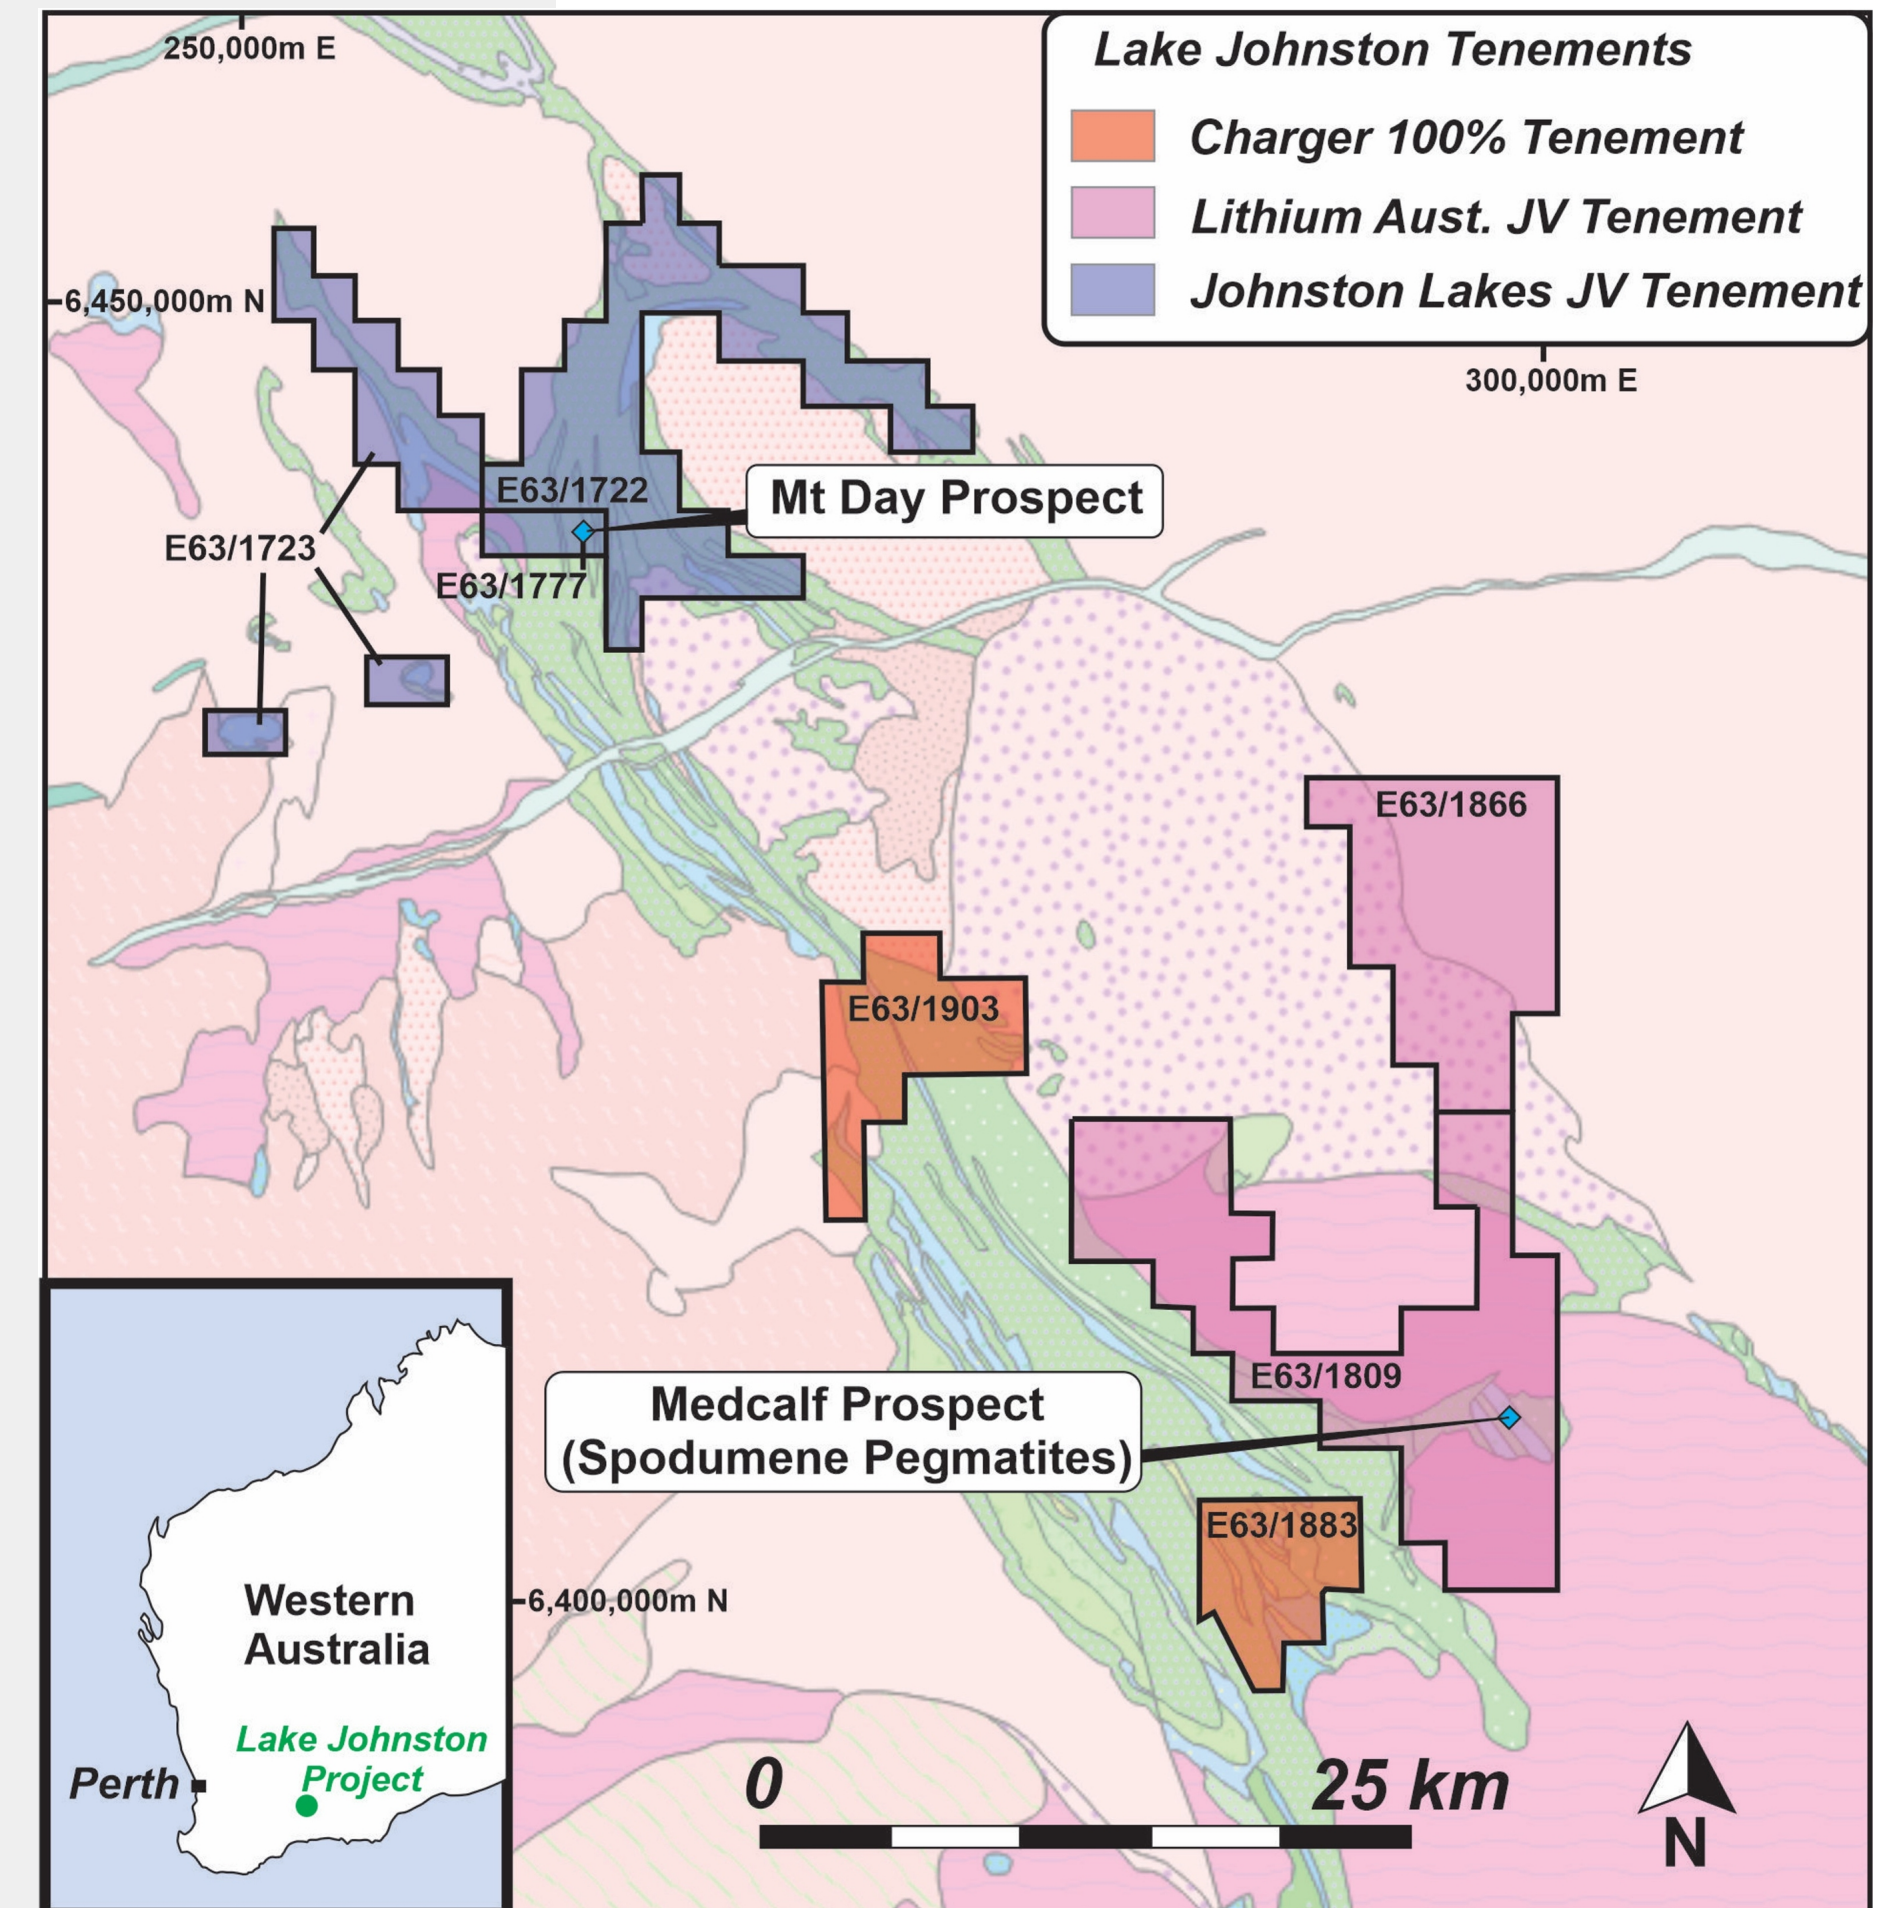 250,000m E
Lake Johnston Tenements
Charger 100% Tenement
Lithium Aust. JV Tenement
Johnston Lakes JV Tenement
6,450,000m N
300,000m E
E63/1722
Mt Day Prospect
E63/1723
E63/1777
E63/1866
E63/1903
E63/1809
Medcalf Prospect
(Spodumene Pegmatites)
E63/1883
6,400,000m N
Western
Australia
Lake Johnston
Project
Perth
0
25 km
N